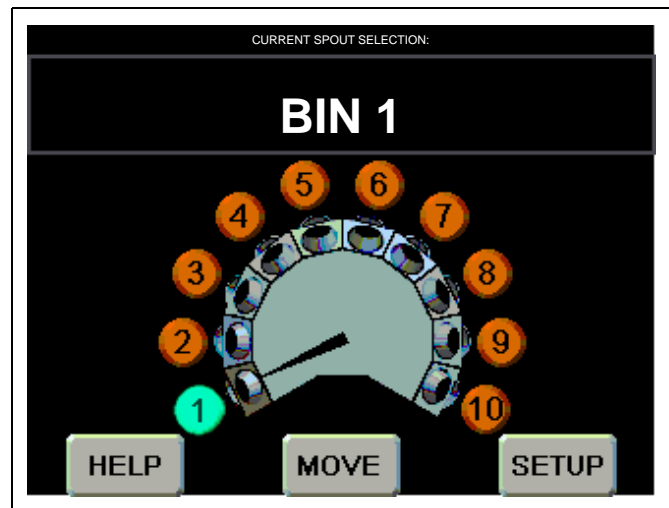 CURRENT SPOUT SELECTION:
BIN 1
5 6
4 7
3 8
2 9
1 10
HELP MOVE SETUP